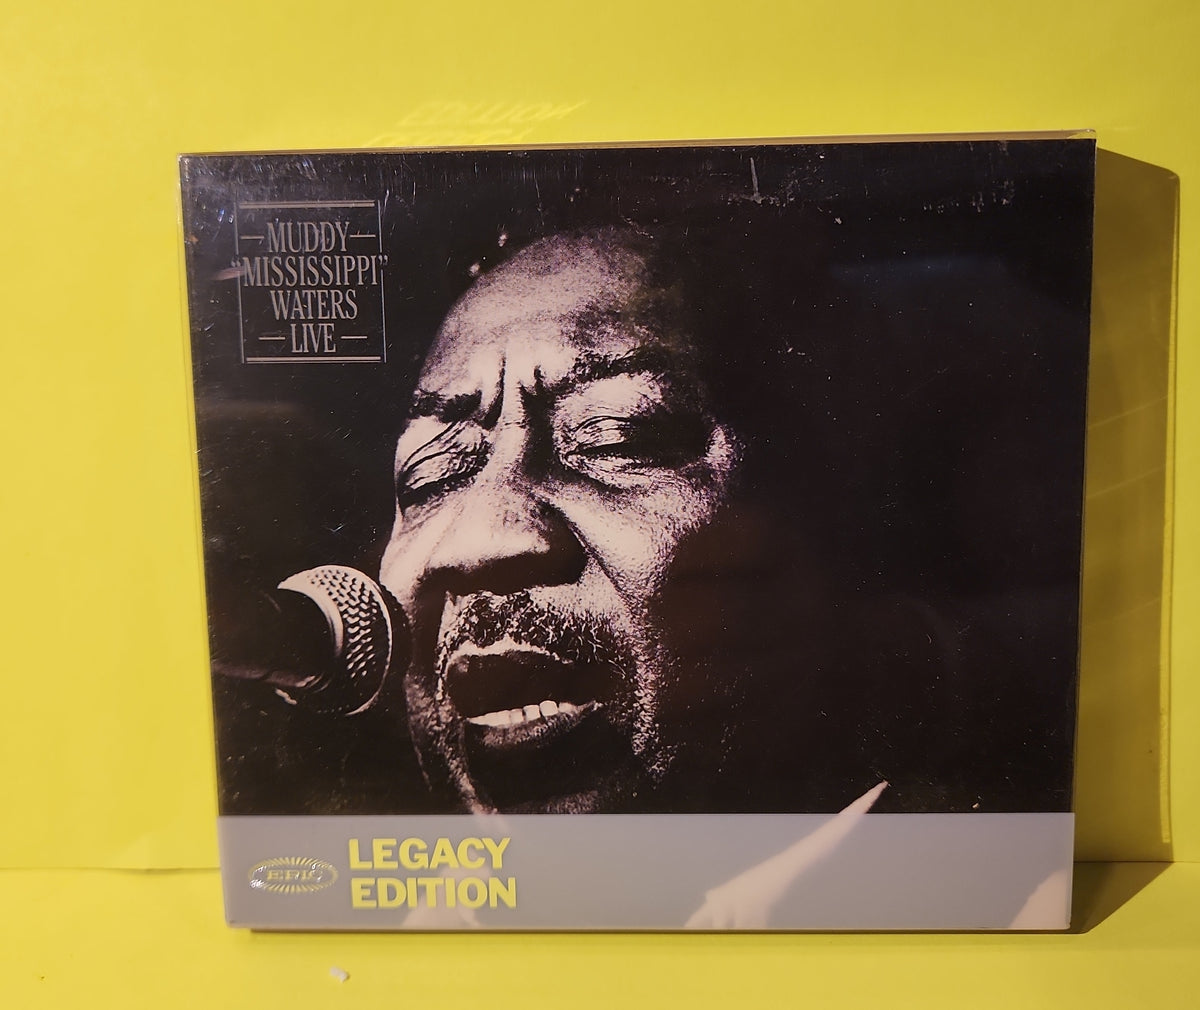 MUDDY
"MISSISSIPPI"
WATERS
LIVE
EPIC
LEGACY
EDITION